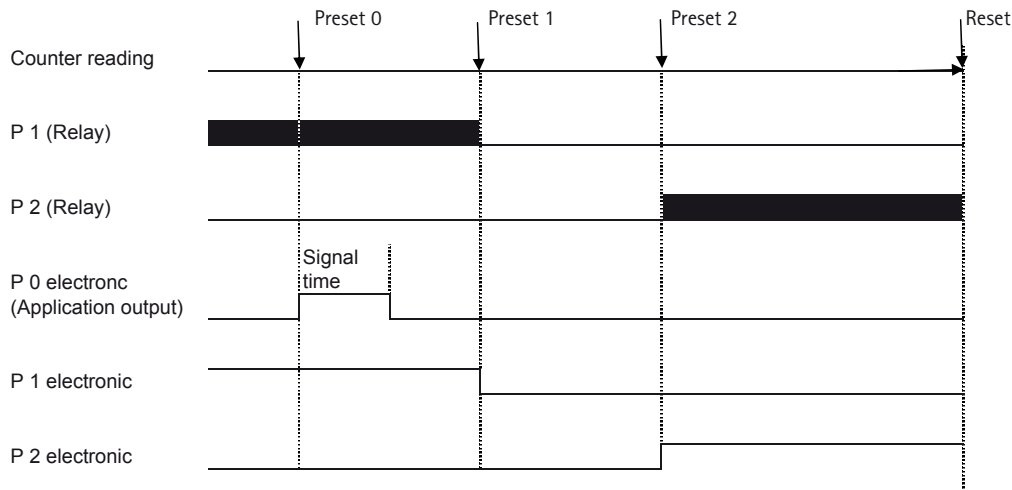 Preset 0
Preset 1
Preset 2
Reset
Counter reading
P 1 (Relay)
P 2 (Relay)
Signal
time
P 0 electronc
(Application output)
P 1 electronic
P 2 electronic